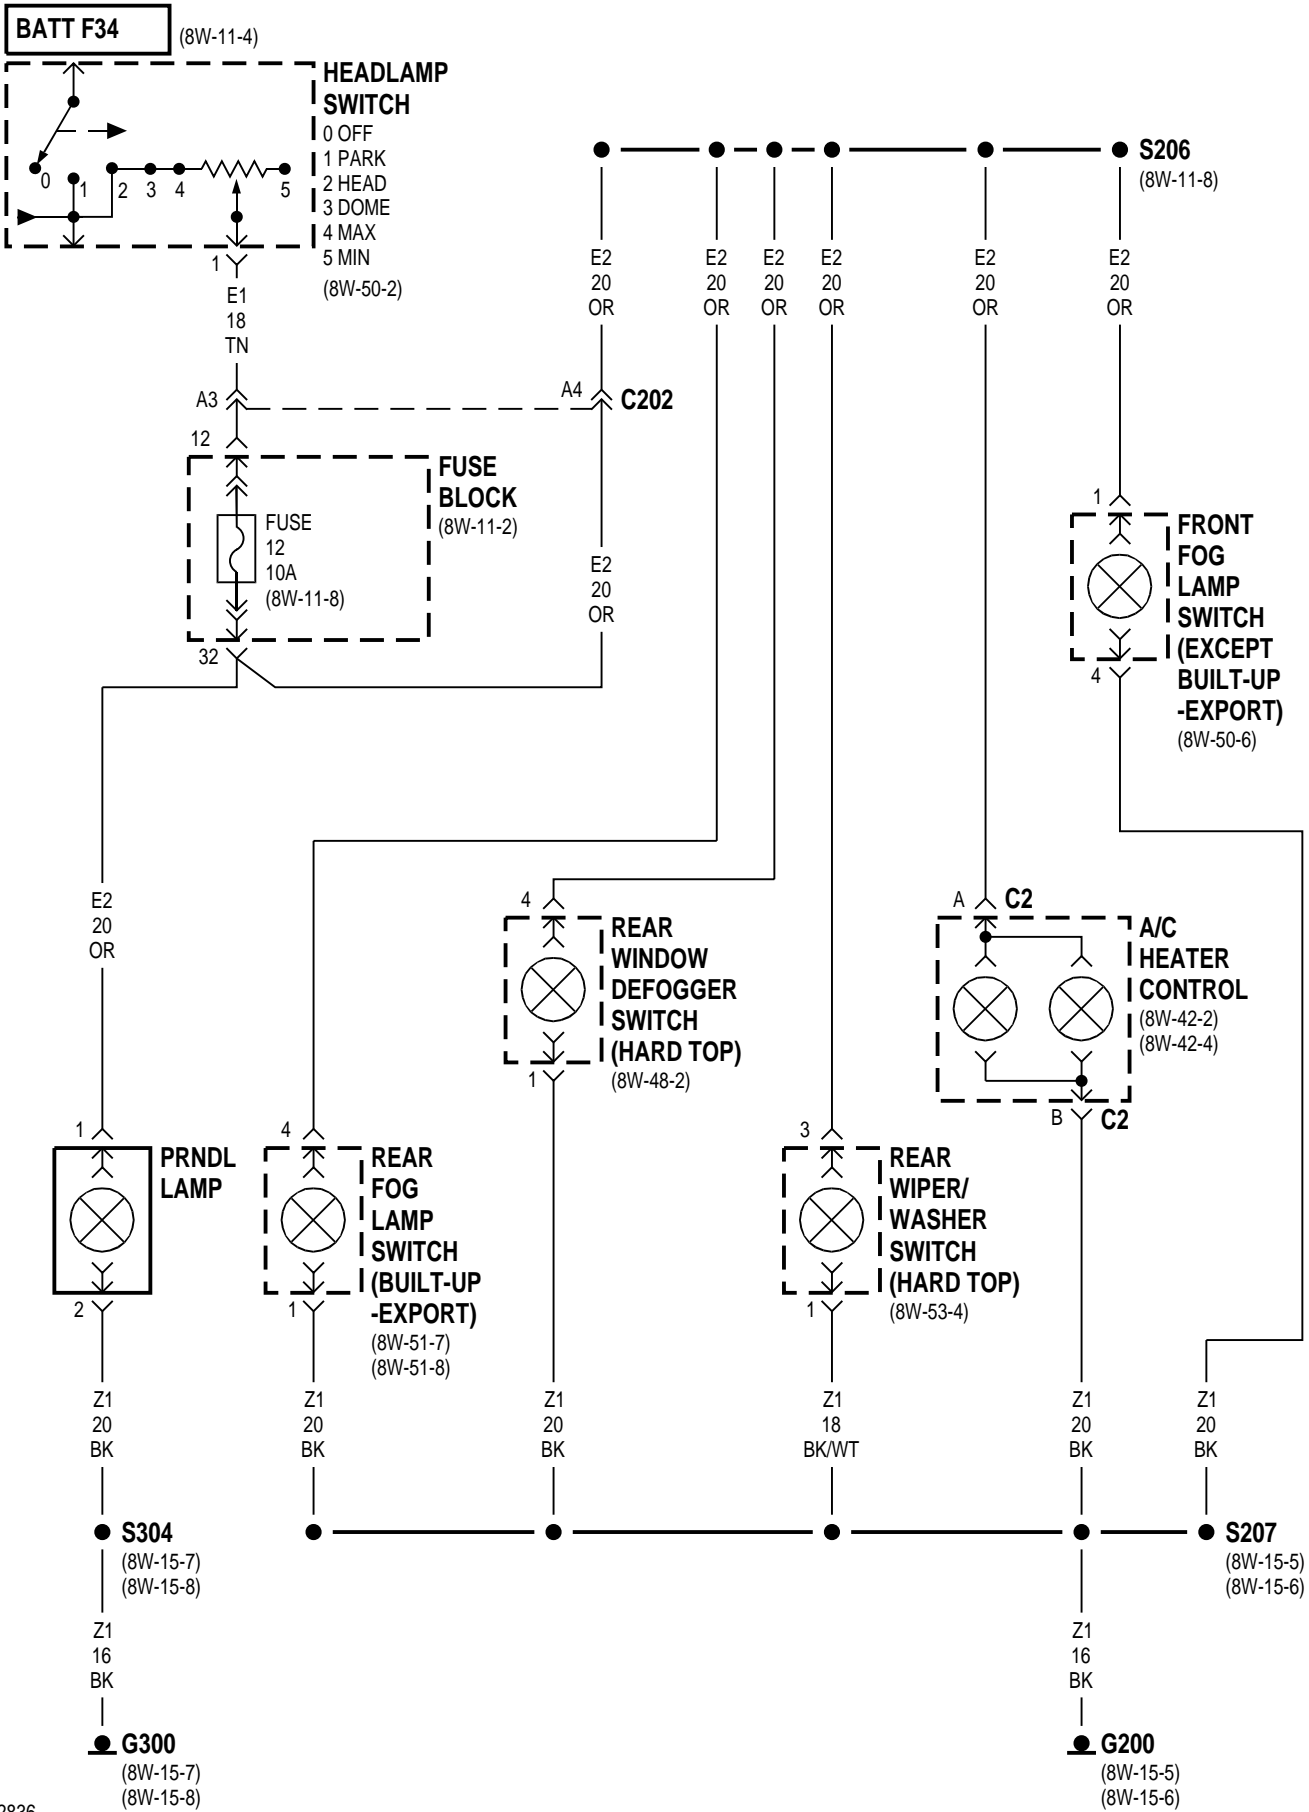 BATT F34
(8W-11-4)
HEADLAMP
SWITCH
0 OFF
1 PARK
2 HEAD
3 DOME
4 MAX
5 MIN
(8W-50-2)
0
1
2
3
4
5
1
E1
18
TN
S206
(8W-11-8)
E2
20
OR
E2
20
OR
E2
20
OR
E2
20
OR
E2
20
OR
E2
20
OR
A3
A4
C202
12
FUSE
BLOCK
(8W-11-2)
FUSE
12
10A
(8W-11-8)
32
E2
20
OR
1
FRONT
FOG
LAMP
SWITCH
(EXCEPT
BUILT-UP
-EXPORT)
(8W-50-6)
4
E2
20
OR
4
REAR
WINDOW
DEFOGGER
SWITCH
(HARD TOP)
(8W-48-2)
1
A
C2
A/C
HEATER
CONTROL
(8W-42-2)
(8W-42-4)
B
C2
1
PRNDL
LAMP
2
4
REAR
FOG
LAMP
SWITCH
(BUILT-UP
-EXPORT)
(8W-51-7)
(8W-51-8)
1
3
REAR
WIPER/
WASHER
SWITCH
(HARD TOP)
(8W-53-4)
1
Z1
20
BK
Z1
20
BK
Z1
20
BK
Z1
18
BK/WT
Z1
20
BK
Z1
20
BK
S304
(8W-15-7)
(8W-15-8)
S207
(8W-15-5)
(8W-15-6)
Z1
16
BK
Z1
16
BK
G300
(8W-15-7)
(8W-15-8)
G200
(8W-15-5)
(8W-15-6)